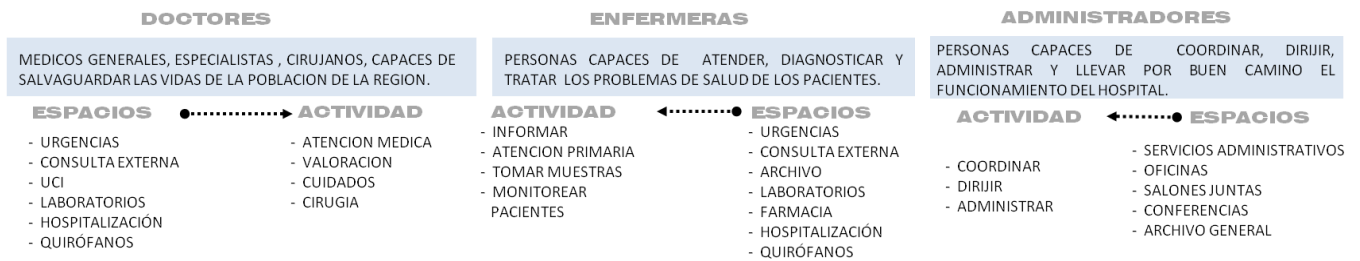 DOCTORES
MEDICOS GENERALES, ESPECIALISTAS , CIRUJANOS, CAPACES DE
SALVAGUARDAR LAS VIDAS DE LA POBLACION DE LA REGION.
ESPACIOS
- URGENCIAS
- CONSULTA EXTERNA
- UCI
- LABORATORIOS
- HOSPITALIZACIÓN
- QUIRÓFANOS
ACTIVIDAD
- ATENCION MEDICA
- VALORACION
- CUIDADOS
- CIRUGIA
ENFERMERAS
PERSONAS CAPACES DE ATENDER, DIAGNOSTICAR Y
TRATAR LOS PROBLEMAS DE SALUD DE LOS PACIENTES.
ACTIVIDAD
- INFORMAR
- ATENCION PRIMARIA
- TOMAR MUESTRAS
- MONITOREAR
PACIENTES
ESPACIOS
- URGENCIAS
- CONSULTA EXTERNA
- ARCHIVO
- LABORATORIOS
- FARMACIA
- HOSPITALIZACIÓN
- QUIRÓFANOS
ADMINISTRADORES
PERSONAS CAPACES DE COORDINAR, DIRIJIR,
ADMINISTRAR Y LLEVAR POR BUEN CAMINO EL
FUNCIONAMIENTO DEL HOSPITAL.
ACTIVIDAD
- COORDINAR
- DIRIJIR
- ADMINISTRAR
ESPACIOS
- SERVICIOS ADMINISTRATIVOS
- OFICINAS
- SALONES JUNTAS
- CONFERENCIAS
- ARCHIVO GENERAL